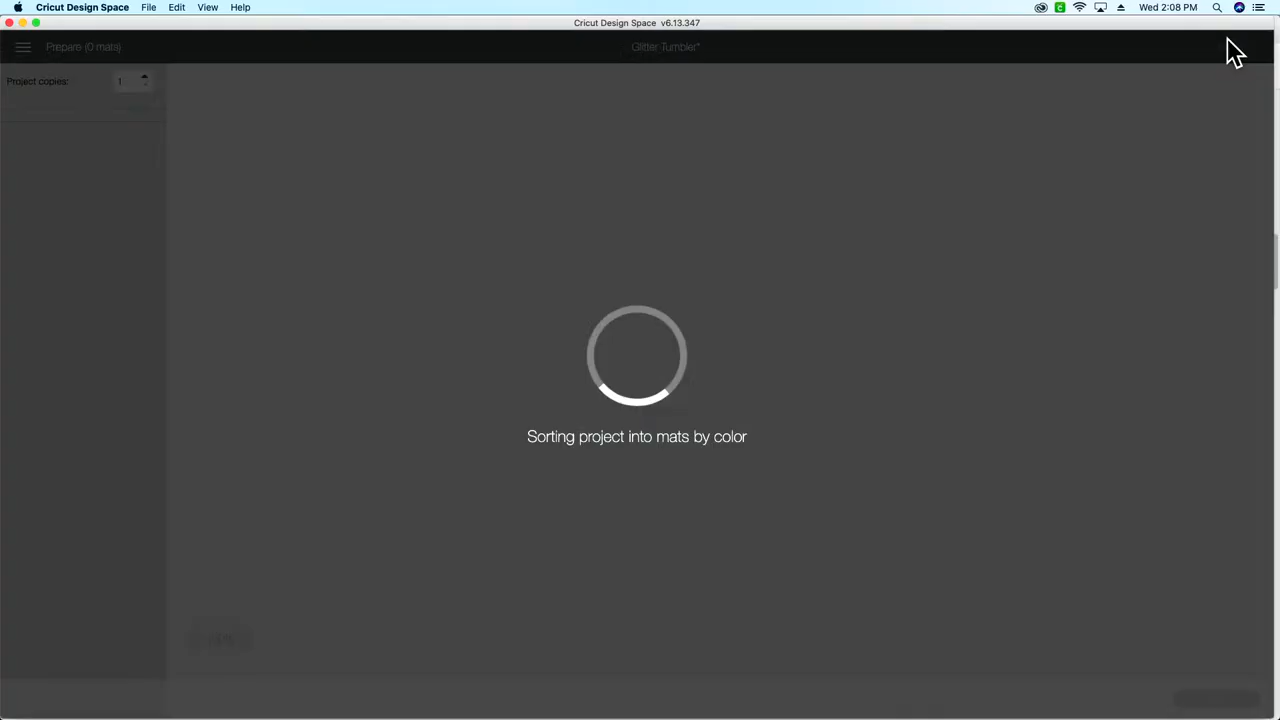 Cricut Design Space File Edit View Help Wed 2:08 PM
Cricut Design Space v6.13.347
Prepare (0 mats) Glitter Tumbler*
Project copies: 1
Sorting project into mats by color